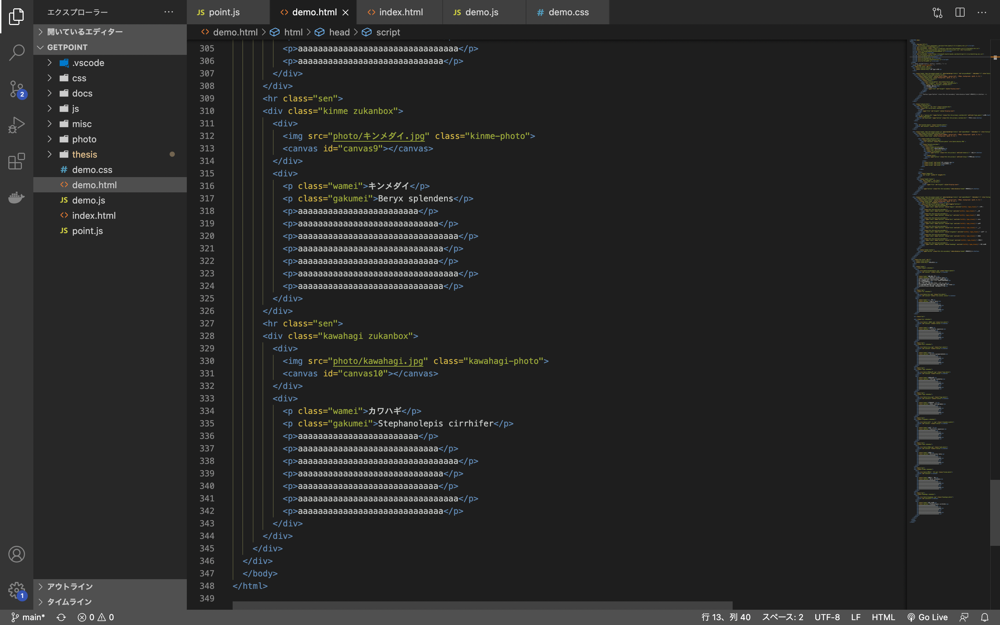 エクスプローラー
開いているエディター
GETPOINT
.vscode
css
docs
js
misc
photo
thesis
demo.css
demo.html
demo.js
index.html
point.js
アウトライン
タイムライン
2
1
point.js
demo.html
index.html
demo.js
demo.css
demo.html > html > head > script
305 <p>aaaaaaaaaaaaaaaaaaaaaaaaaaaaaaaa</p>
306 <p>aaaaaaaaaaaaaaaaaaaaaaaaaaaaa</p>
307 </div>
308 </div>
309 <hr class="sen">
310 <div class="kinme zukanbox">
311 <div>
312 <img src="photo/キンメダイ.jpg" class="kinme-photo">
313 <canvas id="canvas9"></canvas>
314 </div>
315 <div>
316 <p class="wamei">キンメダイ</p>
317 <p class="gakumei">Beryx splendens</p>
318 <p>aaaaaaaaaaaaaaaaaaaaaaaa</p>
319 <p>aaaaaaaaaaaaaaaaaaaaaaaaaaaa</p>
320 <p>aaaaaaaaaaaaaaaaaaaaaaaaaaaaaaaa</p>
321 <p>aaaaaaaaaaaaaaaaaaaaaaaaaaaaa</p>
322 <p>aaaaaaaaaaaaaaaaaaaaaaaaaaaa</p>
323 <p>aaaaaaaaaaaaaaaaaaaaaaaaaaaaaaaa</p>
324 <p>aaaaaaaaaaaaaaaaaaaaaaaaaaaaa</p>
325 </div>
326 </div>
327 <hr class="sen">
328 <div class="kawahagi zukanbox">
329 <div>
330 <img src="photo/kawahagi.jpg" class="kawahagi-photo">
331 <canvas id="canvas10"></canvas>
332 </div>
333 <div>
334 <p class="wamei">カワハギ</p>
335 <p class="gakumei">Stephanolepis cirrhifer</p>
336 <p>aaaaaaaaaaaaaaaaaaaaaaaa</p>
337 <p>aaaaaaaaaaaaaaaaaaaaaaaaaaaa</p>
338 <p>aaaaaaaaaaaaaaaaaaaaaaaaaaaaaaaa</p>
339 <p>aaaaaaaaaaaaaaaaaaaaaaaaaaaaa</p>
340 <p>aaaaaaaaaaaaaaaaaaaaaaaaaaaa</p>
341 <p>aaaaaaaaaaaaaaaaaaaaaaaaaaaaaaaa</p>
342 <p>aaaaaaaaaaaaaaaaaaaaaaaaaaaaa</p>
343 </div>
344 </div>
345 </div>
346 </div>
347 </body>
348 </html>
349
main* 0 0 行 13、列 40 スペース: 2 UTF-8 LF HTML Go Live